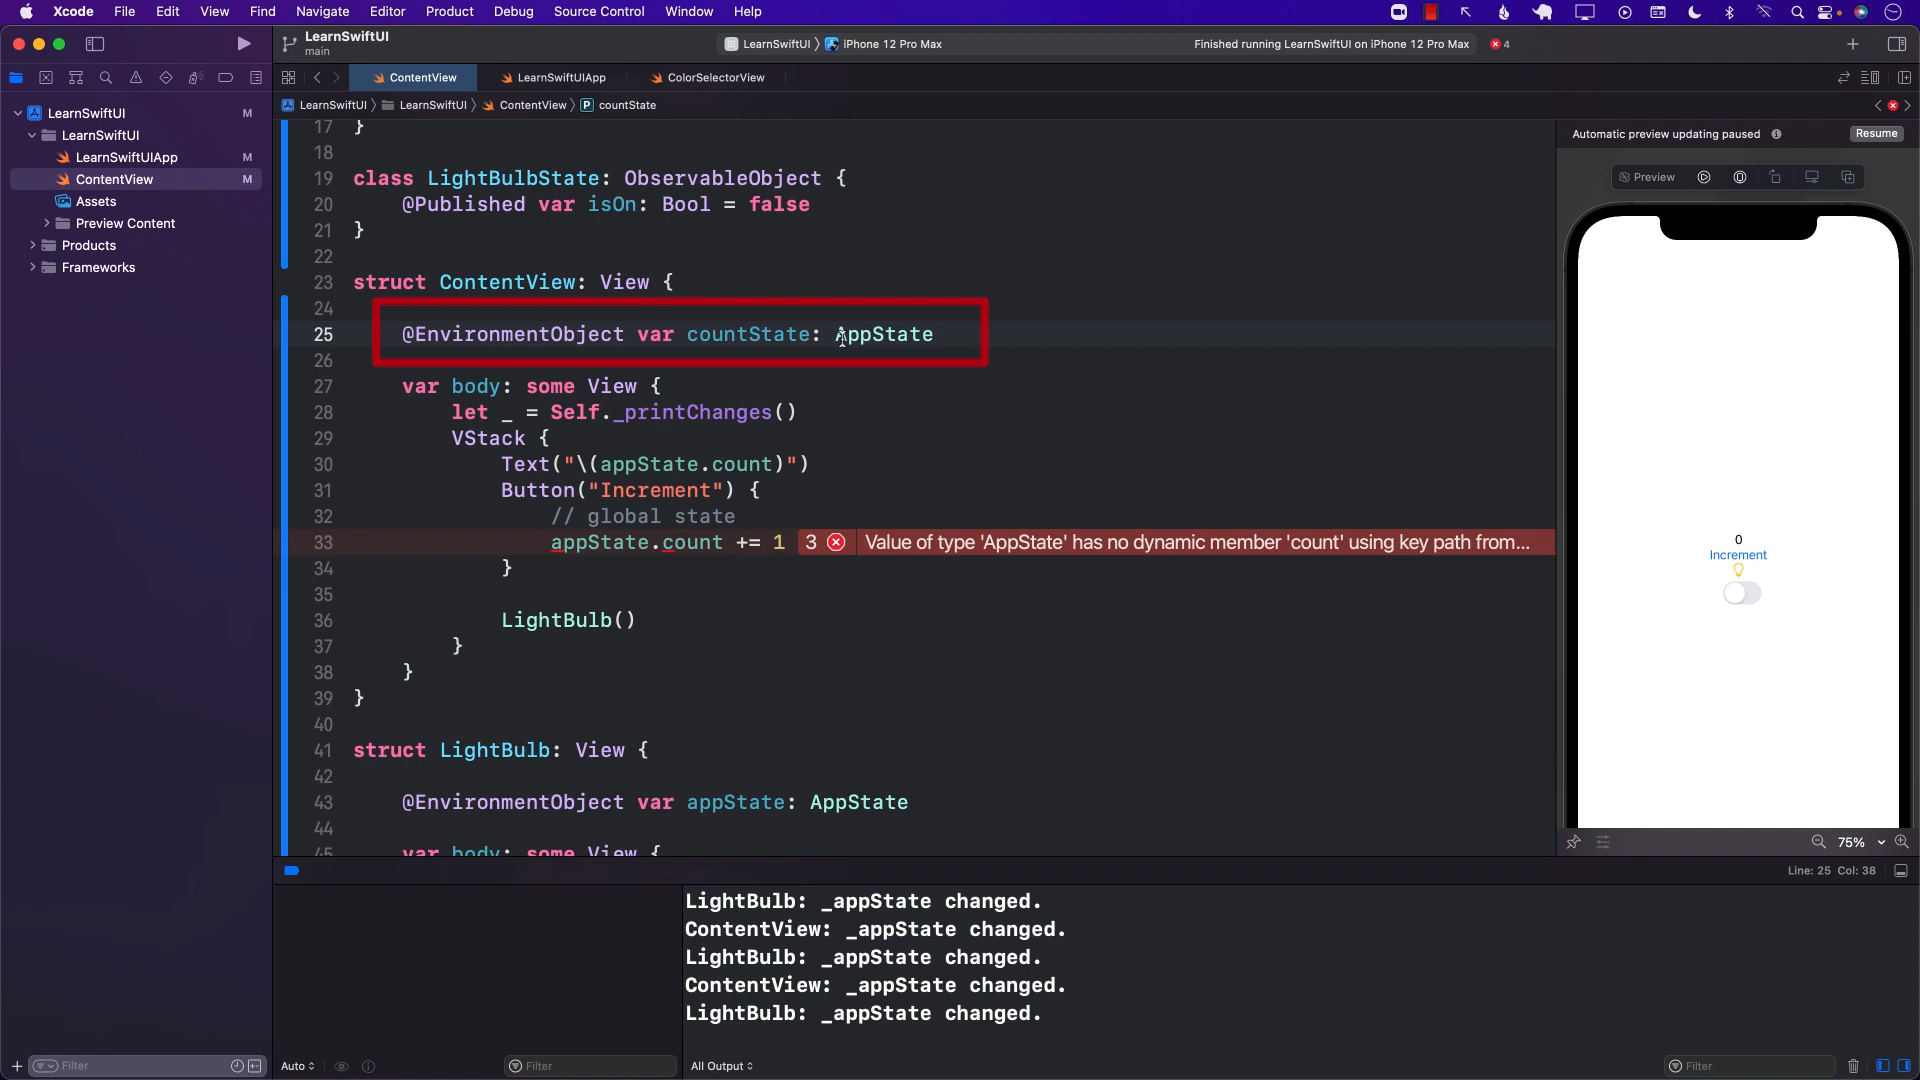 Xcode File Edit View Find Navigate Editor Product Debug Source Control Window Help
LearnSwiftUI
main
LearnSwiftUI iPhone 12 Pro Max
Finished running LearnSwiftUI on iPhone 12 Pro Max 4
ContentView LearnSwiftUIApp ColorSelectorView
LearnSwiftUI LearnSwiftUI ContentView P countState
LearnSwiftUI M
LearnSwiftUI
LearnSwiftUIApp M
ContentView M
Assets
Preview Content
Products
Frameworks
Filter
17 }
18
19 class LightBulbState: ObservableObject {
20 @Published var isOn: Bool = false
21 }
22
23 struct ContentView: View {
24
25 @EnvironmentObject var countState: AppState
26
27 var body: some View {
28 let _ = Self._printChanges()
29 VStack {
30 Text("\(appState.count)")
31 Button("Increment") {
32 // global state
33 appState.count += 1 3 Value of type 'AppState' has no dynamic member 'count' using key path from...
34 }
35
36 LightBulb()
37 }
38 }
39 }
40
41 struct LightBulb: View {
42
43 @EnvironmentObject var appState: AppState
44
45 var body: some View {
Automatic preview updating paused Resume
Preview
0
Increment
75%
Line: 25 Col: 38
LightBulb: _appState changed.
ContentView: _appState changed.
LightBulb: _appState changed.
ContentView: _appState changed.
LightBulb: _appState changed.
Auto Filter All Output Filter